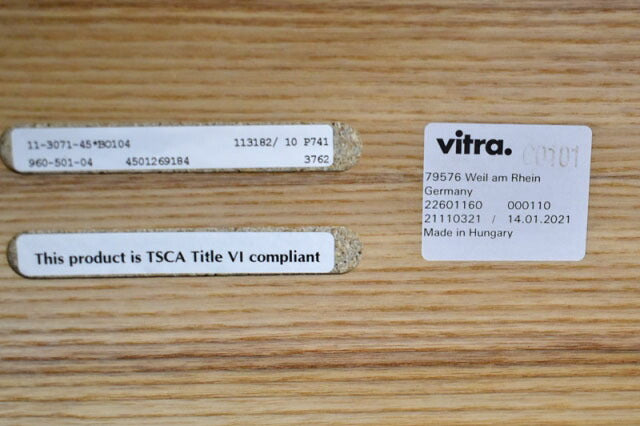 11-3071-45*BO104 113182/ 10 P741
960-501-04 4501269184 3762
This product is TSCA Title VI compliant
vitra.
79576 Weil am Rhein
Germany
22601160 000110
21110321 / 14.01.2021
Made in Hungary